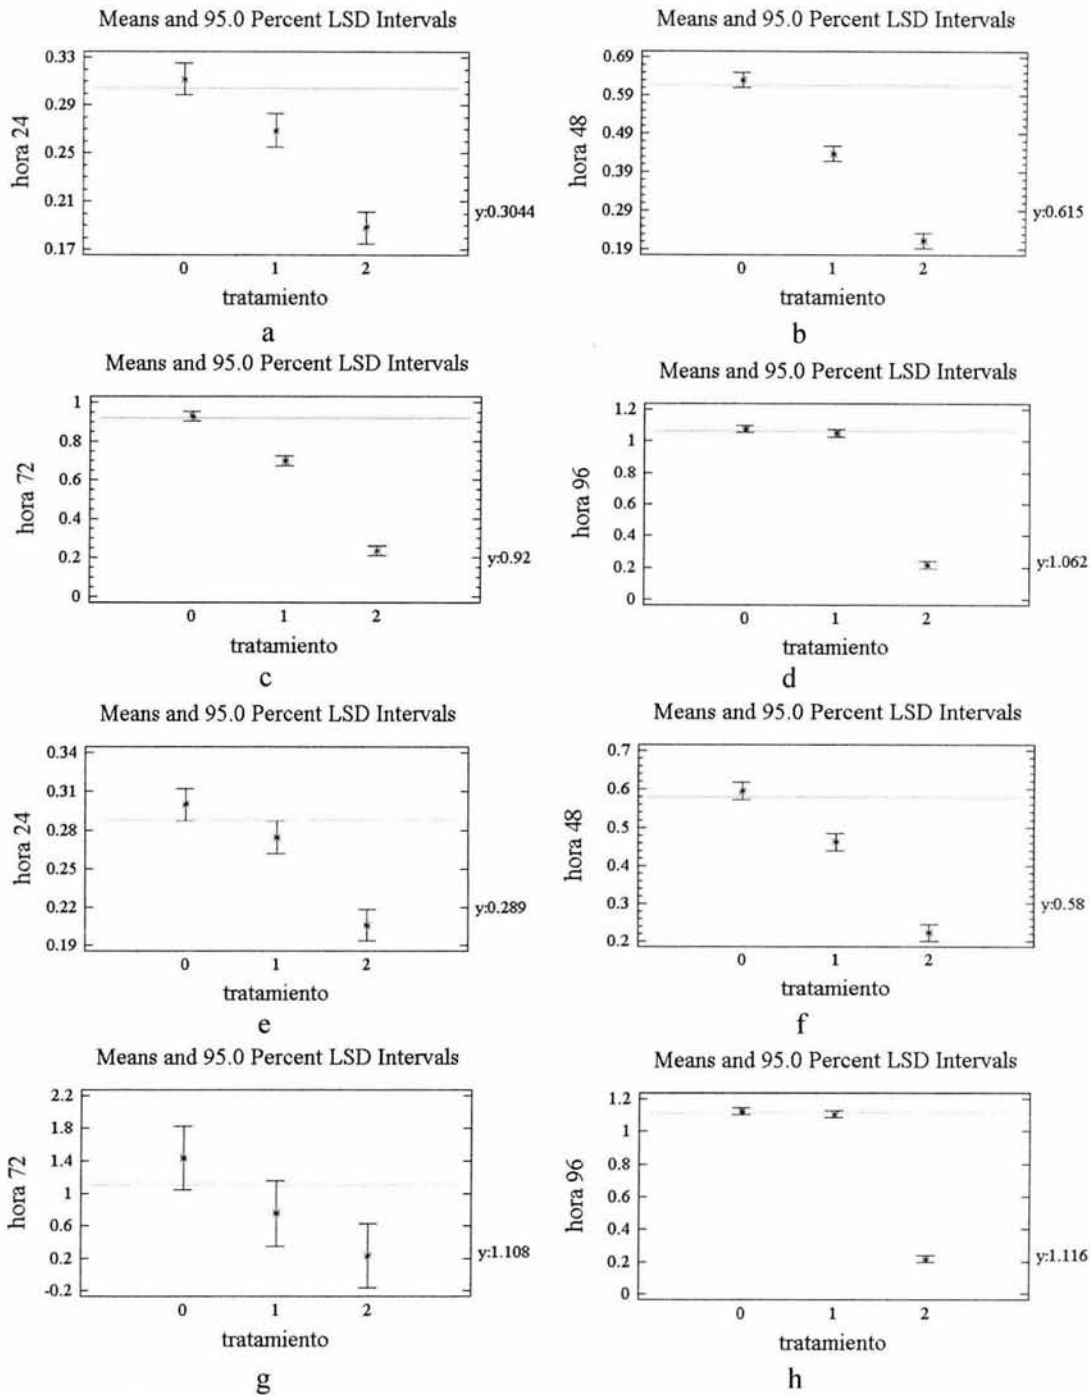 Means and 95.0 Percent LSD Intervals
0.33
0.29
0.25
0.21
0.17
hora 24
0 1 2
tratamiento
y:0.3044
a
Means and 95.0 Percent LSD Intervals
0.69
0.59
0.49
0.39
0.29
0.19
hora 48
0 1 2
tratamiento
y:0.615
b
Means and 95.0 Percent LSD Intervals
1
0.8
0.6
0.4
0.2
0
hora 72
0 1 2
tratamiento
y:0.92
c
Means and 95.0 Percent LSD Intervals
1.2
1
0.8
0.6
0.4
0.2
0
hora 96
0 1 2
tratamiento
y:1.062
d
Means and 95.0 Percent LSD Intervals
0.34
0.31
0.28
0.25
0.22
0.19
hora 24
0 1 2
tratamiento
y:0.289
e
Means and 95.0 Percent LSD Intervals
0.7
0.6
0.5
0.4
0.3
0.2
hora 48
0 1 2
tratamiento
y:0.58
f
Means and 95.0 Percent LSD Intervals
2.2
1.8
1.4
1
0.6
0.2
-0.2
hora 72
0 1 2
tratamiento
y:1.108
g
Means and 95.0 Percent LSD Intervals
1.2
1
0.8
0.6
0.4
0.2
0
hora 96
0 1 2
tratamiento
y:1.116
h